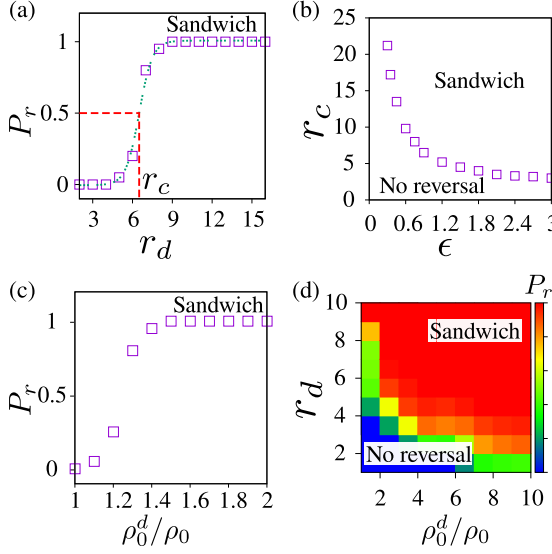 (a)
Sandwich
1
0.5
0
P_r
r_c
3 6 9 12 15
r_d
(b)
25
20
15
10
5
0
r_c
Sandwich
No reversal
0 0.6 1.2 1.8 2.4 3
ϵ
(c)
Sandwich
1
0.5
0
P_r
1 1.2 1.4 1.6 1.8 2
ρ_0^d/ρ_0
(d)
P_r
10
8
6
4
2
r_d
Sandwich
No reversal
2 4 6 8 10
ρ_0^d/ρ_0